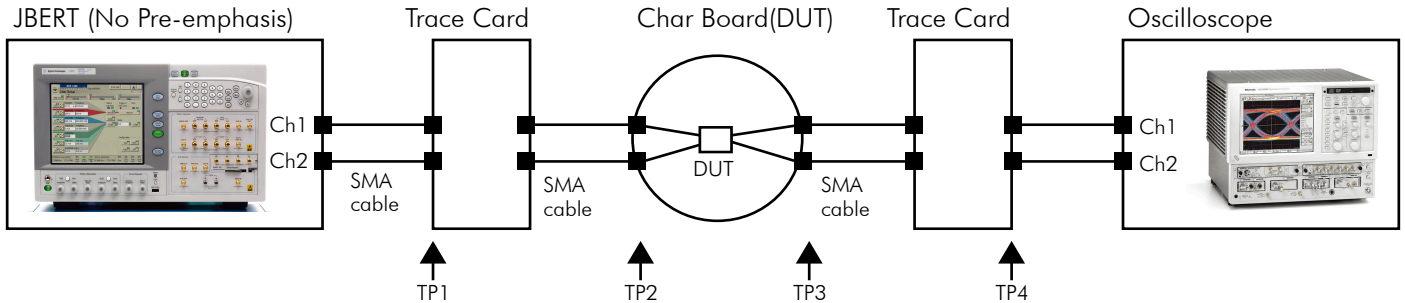 JBERT (No Pre-emphasis)
Trace Card
Char Board(DUT)
Trace Card
Oscilloscope
Ch1
Ch2
SMA
cable
SMA
cable
DUT
SMA
cable
Ch1
Ch2
TP1
TP2
TP3
TP4